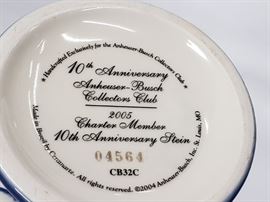 ★ Handcrafted Exclusively for the Anheuser-Busch Collectors Club ★
10th Anniversary
Anheuser-Busch
Collectors Club
2005
Charter Member
10th Anniversary Stein
04564
CB32C
Made in Brazil by Ceramarte. All rights reserved. ©2004 Anheuser-Busch, Inc. St. Louis, MO